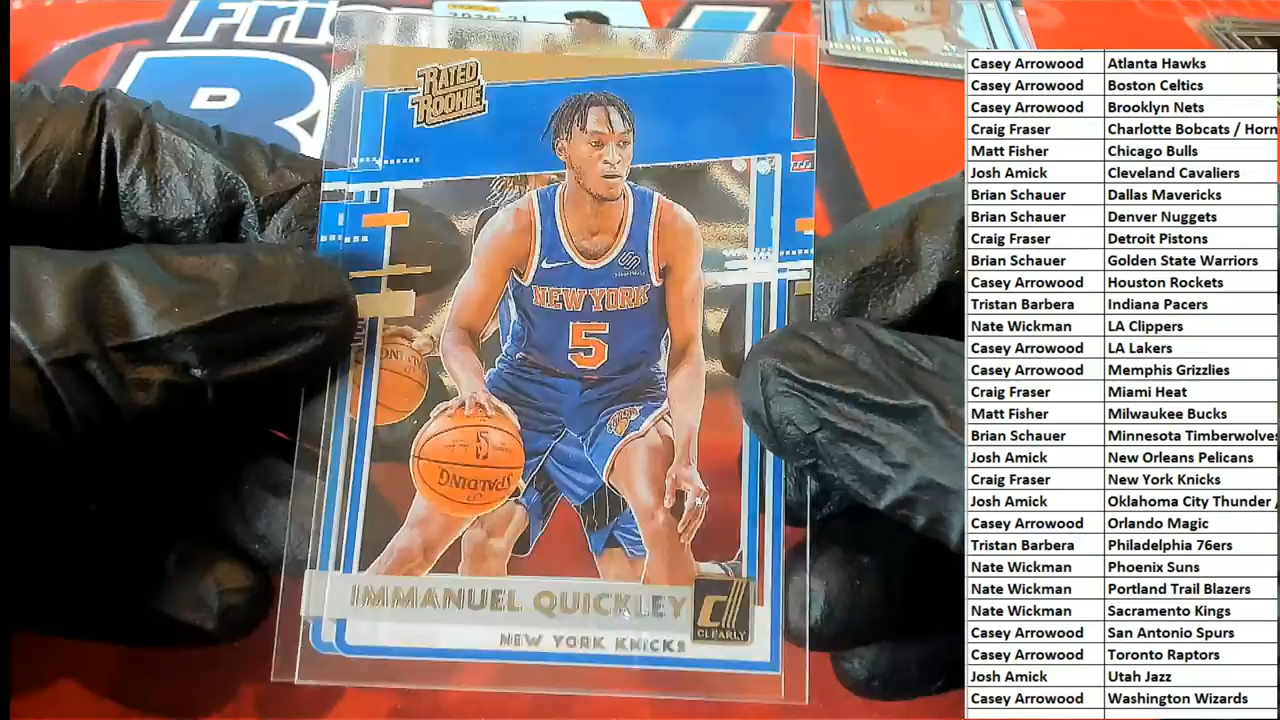 Fris
B
2020-21
ISAIAH
JOSH GREEN
RATED
ROOKIE
NEW YORK
5
SPALDING
IMMANUEL QUICKLEY
NEW YORK KNICKS
C
CLEARLY
Casey Arrowood Atlanta Hawks
Casey Arrowood Boston Celtics
Casey Arrowood Brooklyn Nets
Craig Fraser Charlotte Bobcats / Horn
Matt Fisher Chicago Bulls
Josh Amick Cleveland Cavaliers
Brian Schauer Dallas Mavericks
Brian Schauer Denver Nuggets
Craig Fraser Detroit Pistons
Brian Schauer Golden State Warriors
Casey Arrowood Houston Rockets
Tristan Barbera Indiana Pacers
Nate Wickman LA Clippers
Casey Arrowood LA Lakers
Casey Arrowood Memphis Grizzlies
Craig Fraser Miami Heat
Matt Fisher Milwaukee Bucks
Brian Schauer Minnesota Timberwolves
Josh Amick New Orleans Pelicans
Craig Fraser New York Knicks
Josh Amick Oklahoma City Thunder /
Casey Arrowood Orlando Magic
Tristan Barbera Philadelphia 76ers
Nate Wickman Phoenix Suns
Nate Wickman Portland Trail Blazers
Nate Wickman Sacramento Kings
Casey Arrowood San Antonio Spurs
Casey Arrowood Toronto Raptors
Josh Amick Utah Jazz
Casey Arrowood Washington Wizards